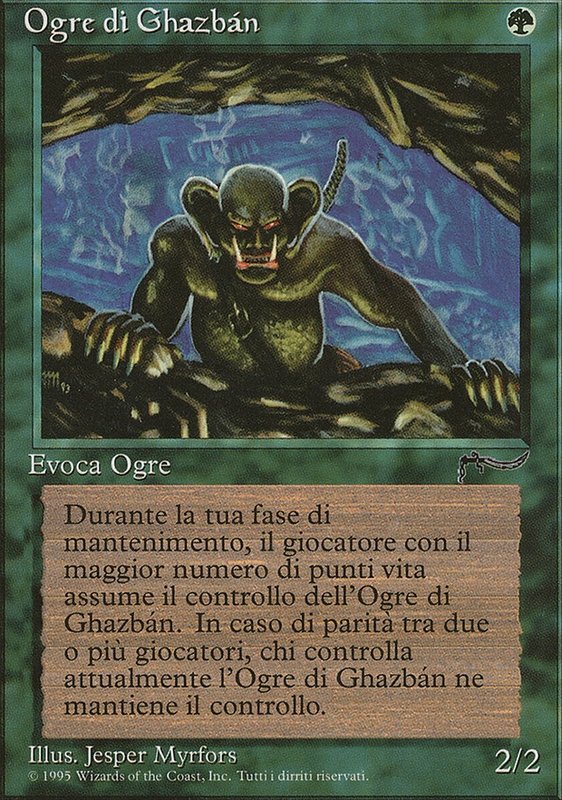 Ogre di Ghazbán
Evoca Ogre
Durante la tua fase di
mantenimento, il giocatore con il
maggior numero di punti vita
assume il controllo dell'Ogre di
Ghazbán. In caso di parità tra due
o più giocatori, chi controlla
attualmente l'Ogre di Ghazbán ne
mantiene il controllo.
Illus. Jesper Myrfors
2/2
© 1995 Wizards of the Coast, Inc. Tutti i dirriti riservati.